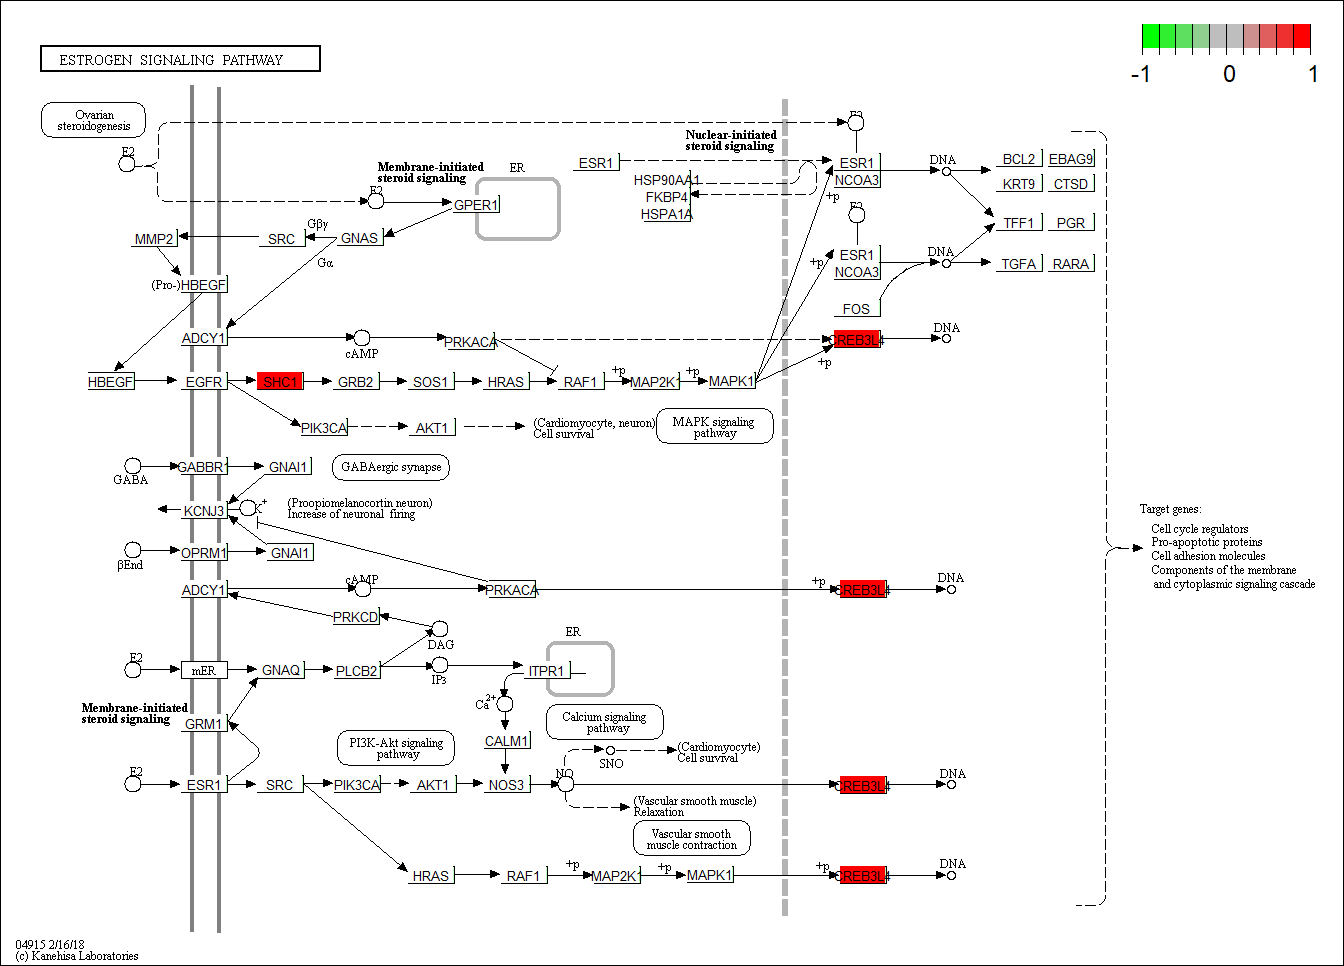 ESTROGEN SIGNALING PATHWAY
-1 0 1
Ovarian
steroidogenesis
E2
E2
Nuclear-initiated
steroid signaling
Membrane-initiated
steroid signaling
ER
ESR1
ESR1
NCOA3
DNA
BCL2 EBAG9
HSP90AA1
FKBP4
HSPA1A
KRT9 CTSD
+p
E2
GPER1
E2
Gβγ
MMP2
SRC
GNAS
TFF1 PGR
Gα
ESR1
NCOA3
+p
DNA
TGFA RARA
(Pro-)
HBEGF
FOS
ADCY1
cAMP
PRKACA
CREB3L4
DNA
+p
HBEGF
EGFR
SHC1
GRB2
SOS1
HRAS
RAF1
+p
MAP2K1
+p
MAPK1
PIK3CA
AKT1
(Cardiomyocyte, neuron)
Cell survival
MAPK signaling
pathway
GABA
GABBR1
GNAI1
GABAergic synapse
KCNJ3
K+
(Propiomelanocortin neuron)
Increase of neuronal firing
βEnd
OPRM1
GNAI1
Target genes:
Cell cycle regulators
Pro-apoptotic proteins
Cell adhesion molecules
Components of the membrane
and cytoplasmic signaling cascade
ADCY1
cAMP
PRKACA
+p
CREB3L4
DNA
PRKCD
DAG
E2
mER
GNAQ
PLCB2
IP3
ER
ITPR1
Ca2+
Membrane-initiated
steroid signaling
GRM1
CALM1
Calcium signaling
pathway
PI3K-Akt signaling
pathway
SNO
(Cardiomyocyte)
Cell survival
E2
ESR1
SRC
PIK3CA
AKT1
NOS3
NO
CREB3L4
DNA
(Vascular smooth muscle)
Relaxation
Vascular smooth
muscle contraction
HRAS
RAF1
+p
MAP2K1
+p
MAPK1
+p
CREB3L4
DNA
04915 2/16/18
(c) Kanehisa Laboratories